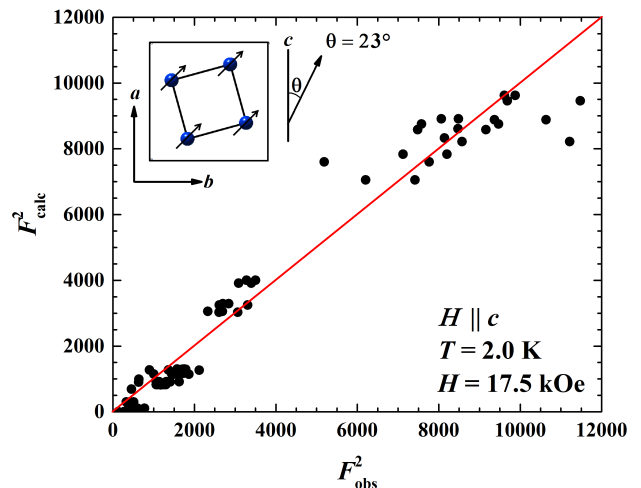 12000
10000
8000
6000
4000
2000
0
F²calc
a
b
c
θ = 23°
θ
H || c
T = 2.0 K
H = 17.5 kOe
0 2000 4000 6000 8000 10000 12000
F²obs